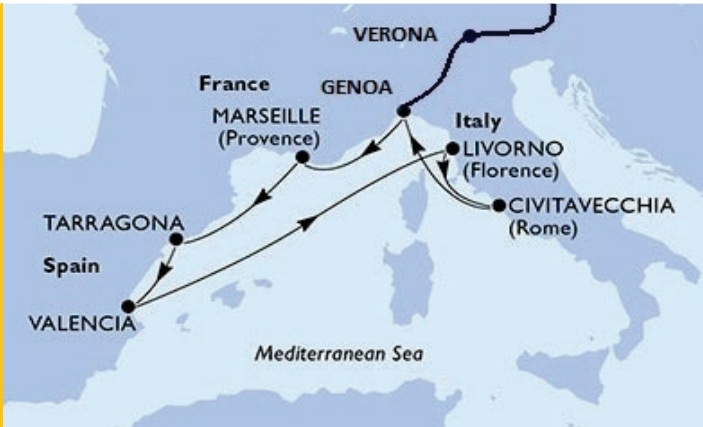 VERONA
GENOA
France
MARSEILLE
(Provence)
Italy
LIVORNO
(Florence)
CIVITAVECCHIA
(Rome)
TARRAGONA
Spain
VALENCIA
Mediterranean Sea